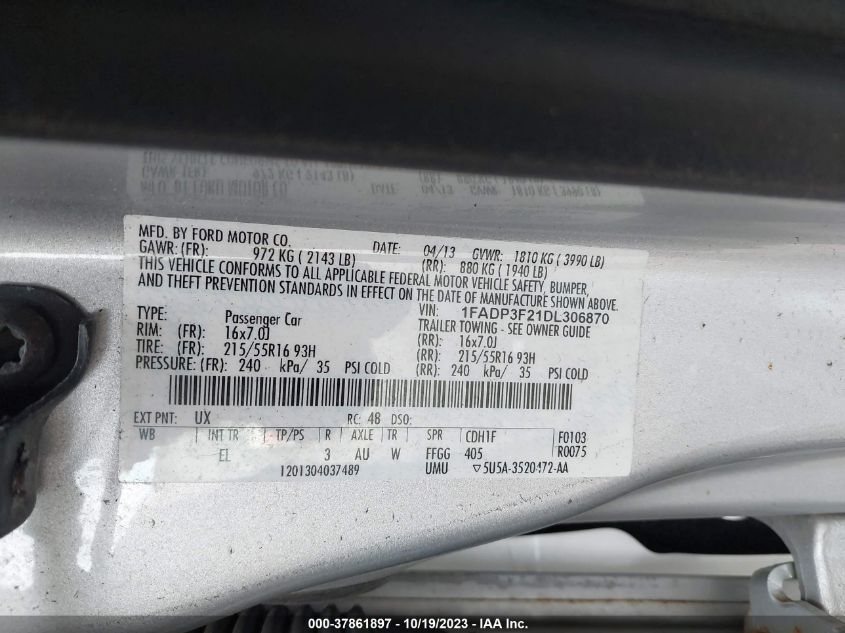 MFD. BY FORD MOTOR CO.
DATE: 04/13 GVWR: 1810 KG ( 3990 LB)
GAWR: (FR): 972 KG ( 2143 LB) (RR): 880 KG ( 1940 LB)
THIS VEHICLE CONFORMS TO ALL APPLICABLE FEDERAL MOTOR VEHICLE SAFETY, BUMPER,
AND THEFT PREVENTION STANDARDS IN EFFECT ON THE DATE OF MANUFACTURE SHOWN ABOVE.
VIN: 1FADP3F21DL306870
TYPE: Passenger Car TRAILER TOWING - SEE OWNER GUIDE
RIM: (FR): 16x7.0J (RR): 16x7.0J
TIRE: (FR): 215/55R16 93H (RR): 215/55R16 93H
PRESSURE: (FR): 240 kPa/ 35 PSI COLD (RR): 240 kPa/ 35 PSI COLD
EXT PNT: UX RC: 48 DSO:
WB INT TR TP/PS R AXLE TR SPR CDH1F F0103
EL 3 AU W FFGG 405 R0075
1201304037489 UMU ▽5U5A-3520472-AA
000-37861897 - 10/19/2023 - IAA Inc.